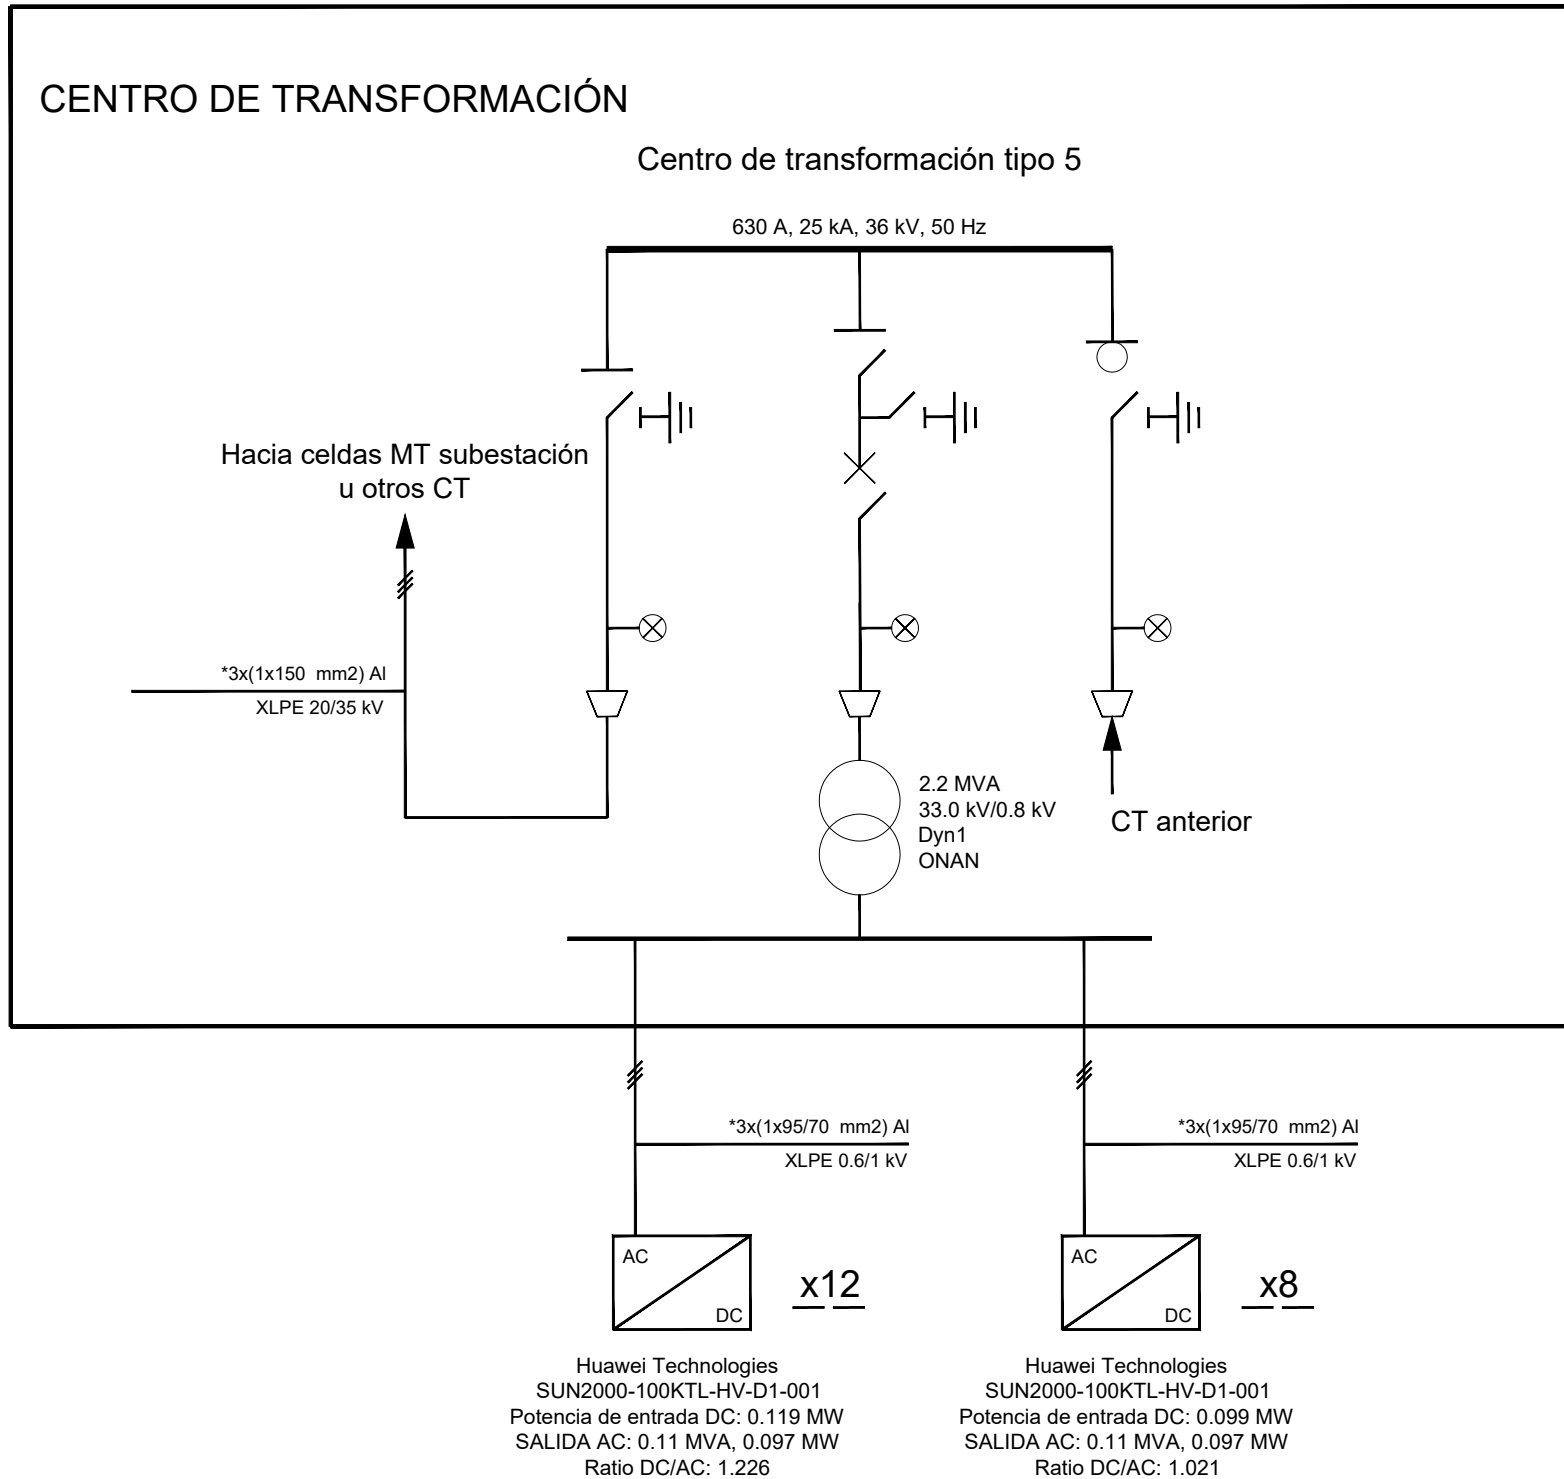 CENTRO DE TRANSFORMACIÓN
Centro de transformación tipo 5
630 A, 25 kA, 36 kV, 50 Hz
Hacia celdas MT subestación
u otros CT
*3x(1x150 mm2) Al
XLPE 20/35 kV
2.2 MVA
33.0 kV/0.8 kV
Dyn1
ONAN
CT anterior
*3x(1x95/70 mm2) Al
XLPE 0.6/1 kV
*3x(1x95/70 mm2) Al
XLPE 0.6/1 kV
AC
DC
x12
AC
DC
x8
Huawei Technologies
SUN2000-100KTL-HV-D1-001
Potencia de entrada DC: 0.119 MW
SALIDA AC: 0.11 MVA, 0.097 MW
Ratio DC/AC: 1.226
Huawei Technologies
SUN2000-100KTL-HV-D1-001
Potencia de entrada DC: 0.099 MW
SALIDA AC: 0.11 MVA, 0.097 MW
Ratio DC/AC: 1.021